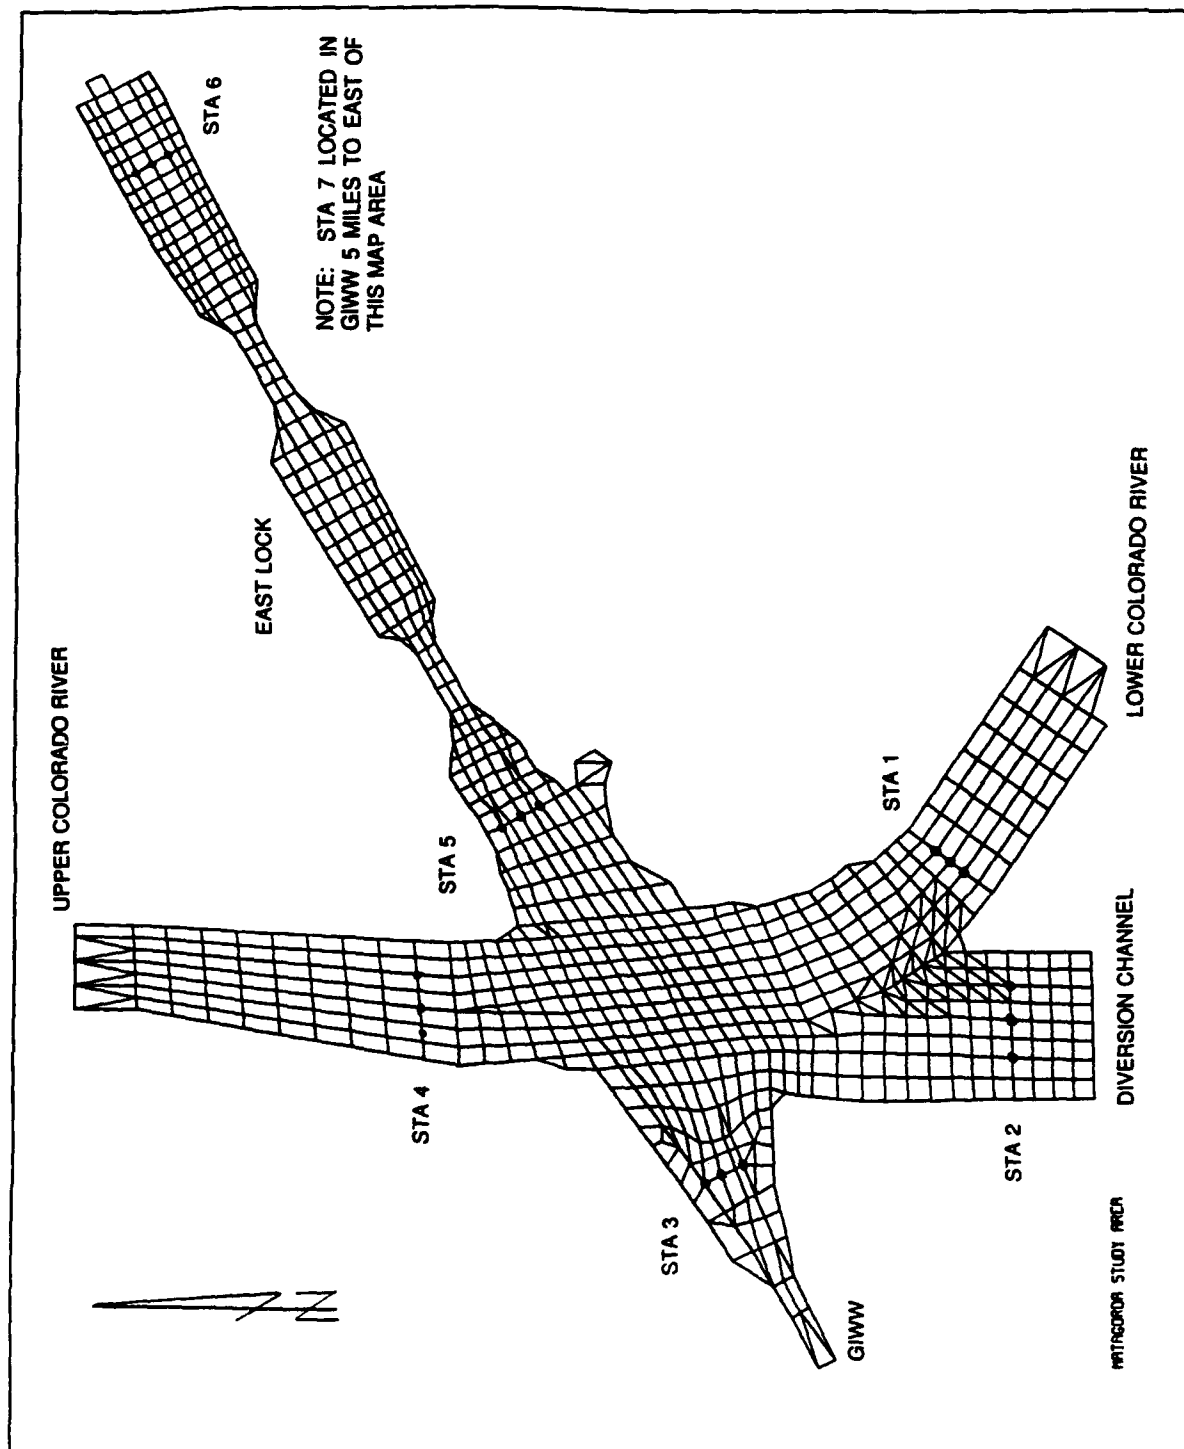 UPPER COLORADO RIVER
STA 6
NOTE: STA 7 LOCATED IN
GIWW 5 MILES TO EAST OF
THIS MAP AREA
EAST LOCK
STA 5
STA 4
STA 3
STA 1
LOWER COLORADO RIVER
DIVERSION CHANNEL
STA 2
GIWW
MATAGORDA STUDY AREA
N